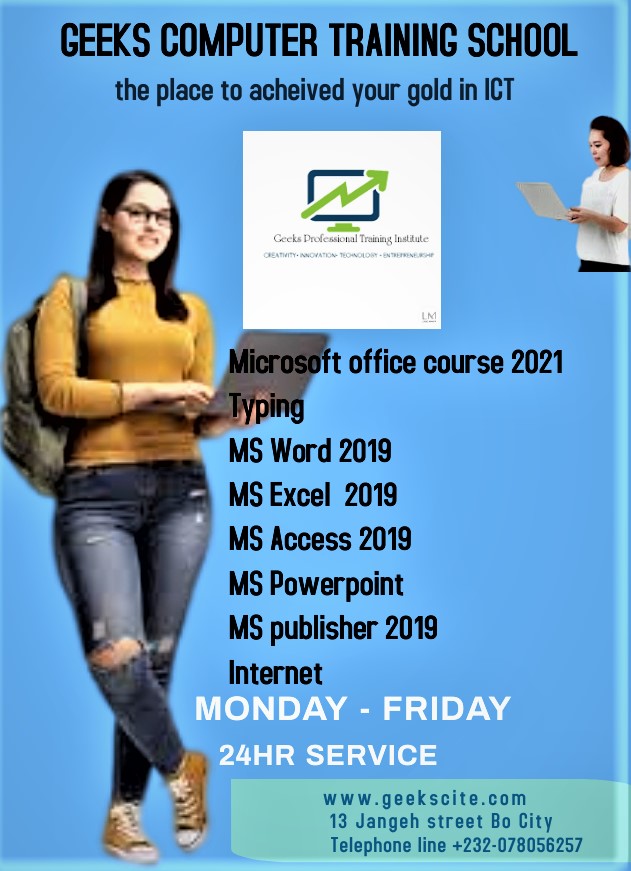 GEEKS COMPUTER TRAINING SCHOOL
the place to acheived your gold in ICT
Geeks Professional Training Institute
CREATIVITY• INNOVATION• TECHNOLOGY • ENTREPRENEURSHIP
LM
Microsoft office course 2021
Typing
MS Word 2019
MS Excel 2019
MS Access 2019
MS Powerpoint
MS publisher 2019
Internet
MONDAY - FRIDAY
24HR SERVICE
www.geekscite.com
13 Jangeh street Bo City
Telephone line +232-078056257